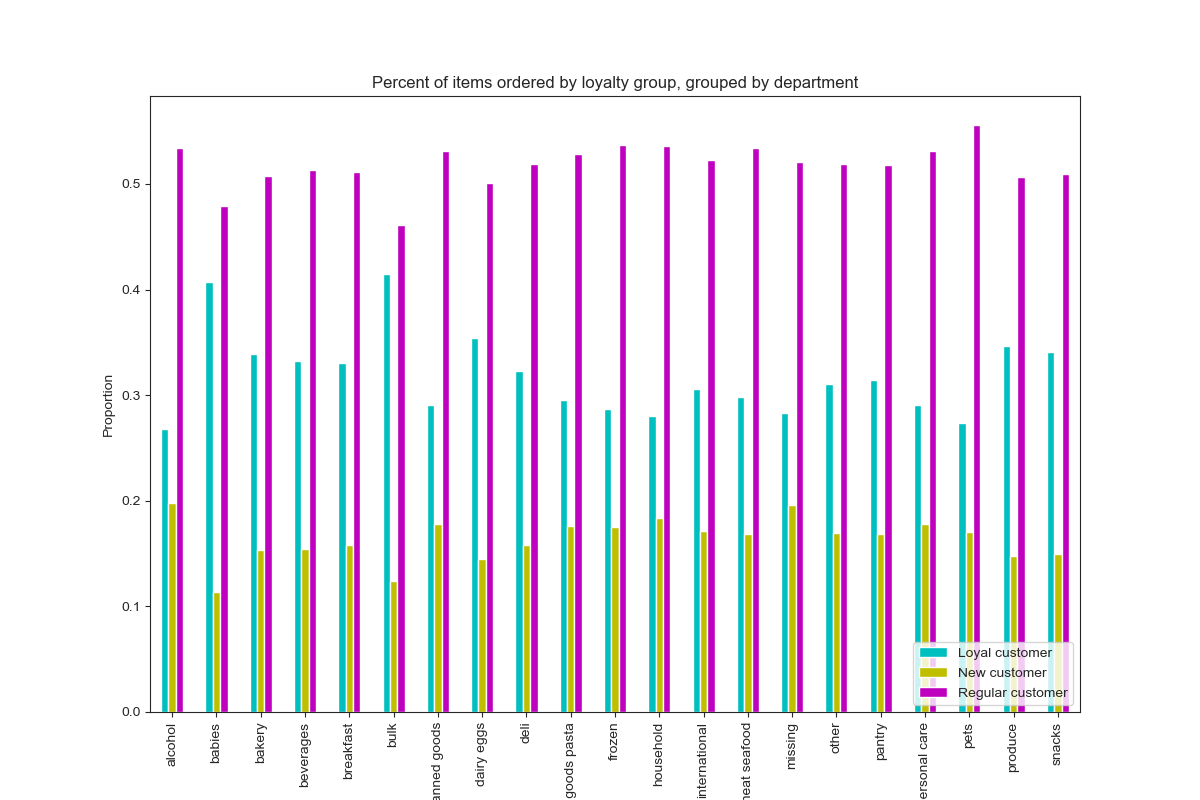 Percent of items ordered by loyalty group, grouped by department
Proportion
0.5
0.4
0.3
0.2
0.1
0.0
Loyal customer
New customer
Regular customer
alcohol
babies
bakery
beverages
breakfast
bulk
anned goods
dairy eggs
deli
goods pasta
frozen
household
international
eat seafood
missing
other
pantry
ersonal care
pets
produce
snacks